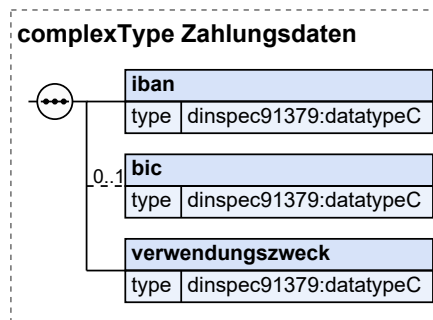 complexType Zahlungsdaten
iban
type dinspec91379:datatypeC
0..1
bic
type dinspec91379:datatypeC
verwendungszweck
type dinspec91379:datatypeC